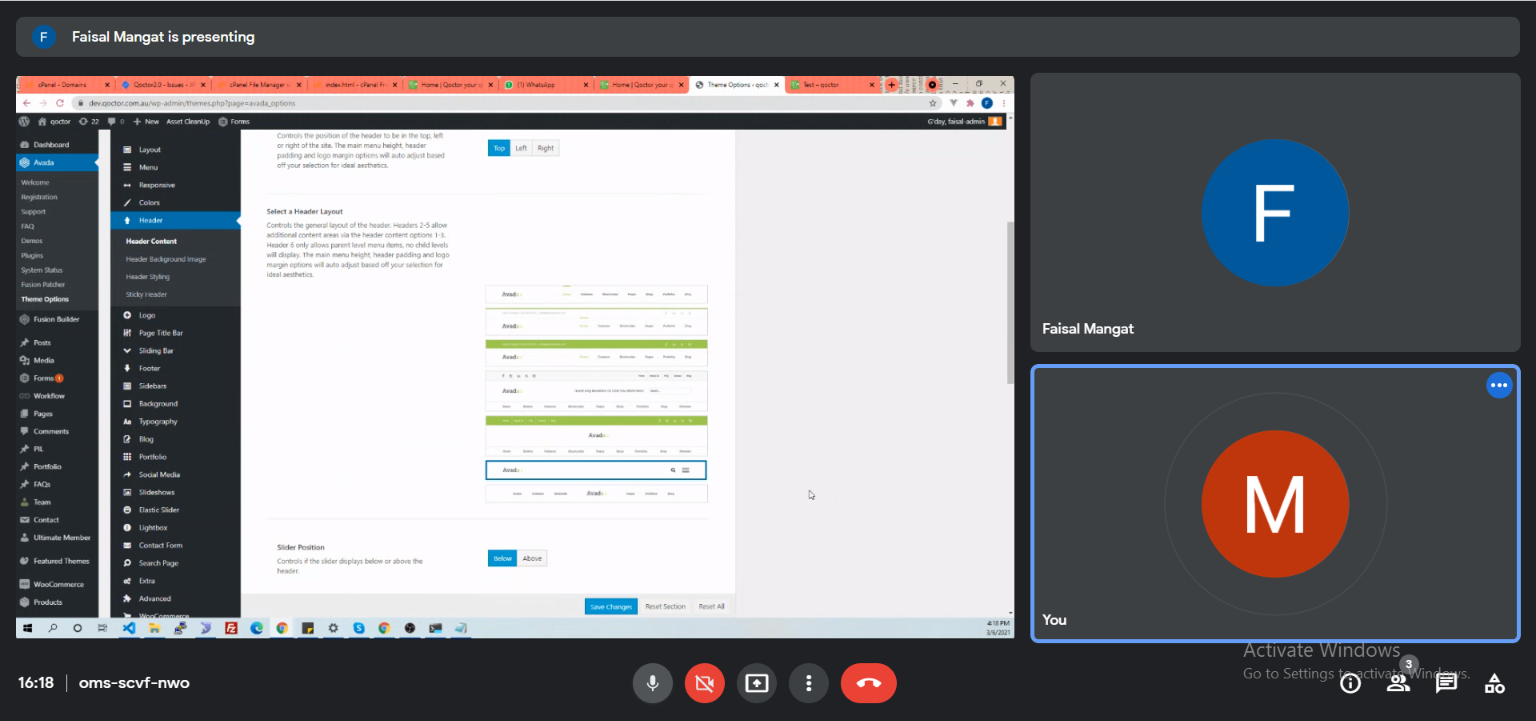 F Faisal Mangat is presenting
cPanel - Domains
Qoctor2.0 - Issues
cPanel File Manager v
index.html - cPanel Fi
Home | Qoctor your o
(1) WhatsApp
Home | Qoctor your o
Theme Options ‹ qoct
Test – qoctor
dev.qoctor.com.au/wp-admin/themes.php?page=avada_options
qoctor 22 0 New Asset CleanUp Forms
G'day, faisal-admin
Dashboard
Avada
Welcome
Registration
Support
FAQ
Demos
Plugins
System Status
Fusion Patcher
Theme Options
Fusion Builder
Posts
Media
Forms 1
Workflow
Pages
Comments
PIL
Portfolio
FAQs
Team
Contact
Ultimate Member
Featured Themes
WooCommerce
Products
Layout
Menu
Responsive
Colors
Header
Header Content
Header Background Image
Header Styling
Sticky Header
Logo
Page Title Bar
Sliding Bar
Footer
Sidebars
Background
Typography
Blog
Portfolio
Social Media
Slideshows
Elastic Slider
Lightbox
Contact Form
Search Page
Extra
Advanced
WooCommerce
Controls the position of the header to be in the top, left
or right of the site. The main menu height, header
padding and logo margin options will auto adjust based
off your selection for ideal aesthetics.
Top Left Right
Select a Header Layout
Controls the general layout of the header. Headers 2-5 allow
additional content areas via the header content options 1-3.
Header 6 only allows parent level menu items, no child levels
will display. The main menu height, header padding and logo
margin options will auto adjust based off your selection for
ideal aesthetics.
Avada
Avada
Avada
Avada
Avada
Avada
Avada
Slider Position
Controls if the slider displays below or above the
header.
Below Above
Save Changes Reset Section Reset All
4:18 PM
3/6/2021
F
Faisal Mangat
M
You
Activate Windows
Go to Settings to activate Windows.
16:18 | oms-scvf-nwo
3